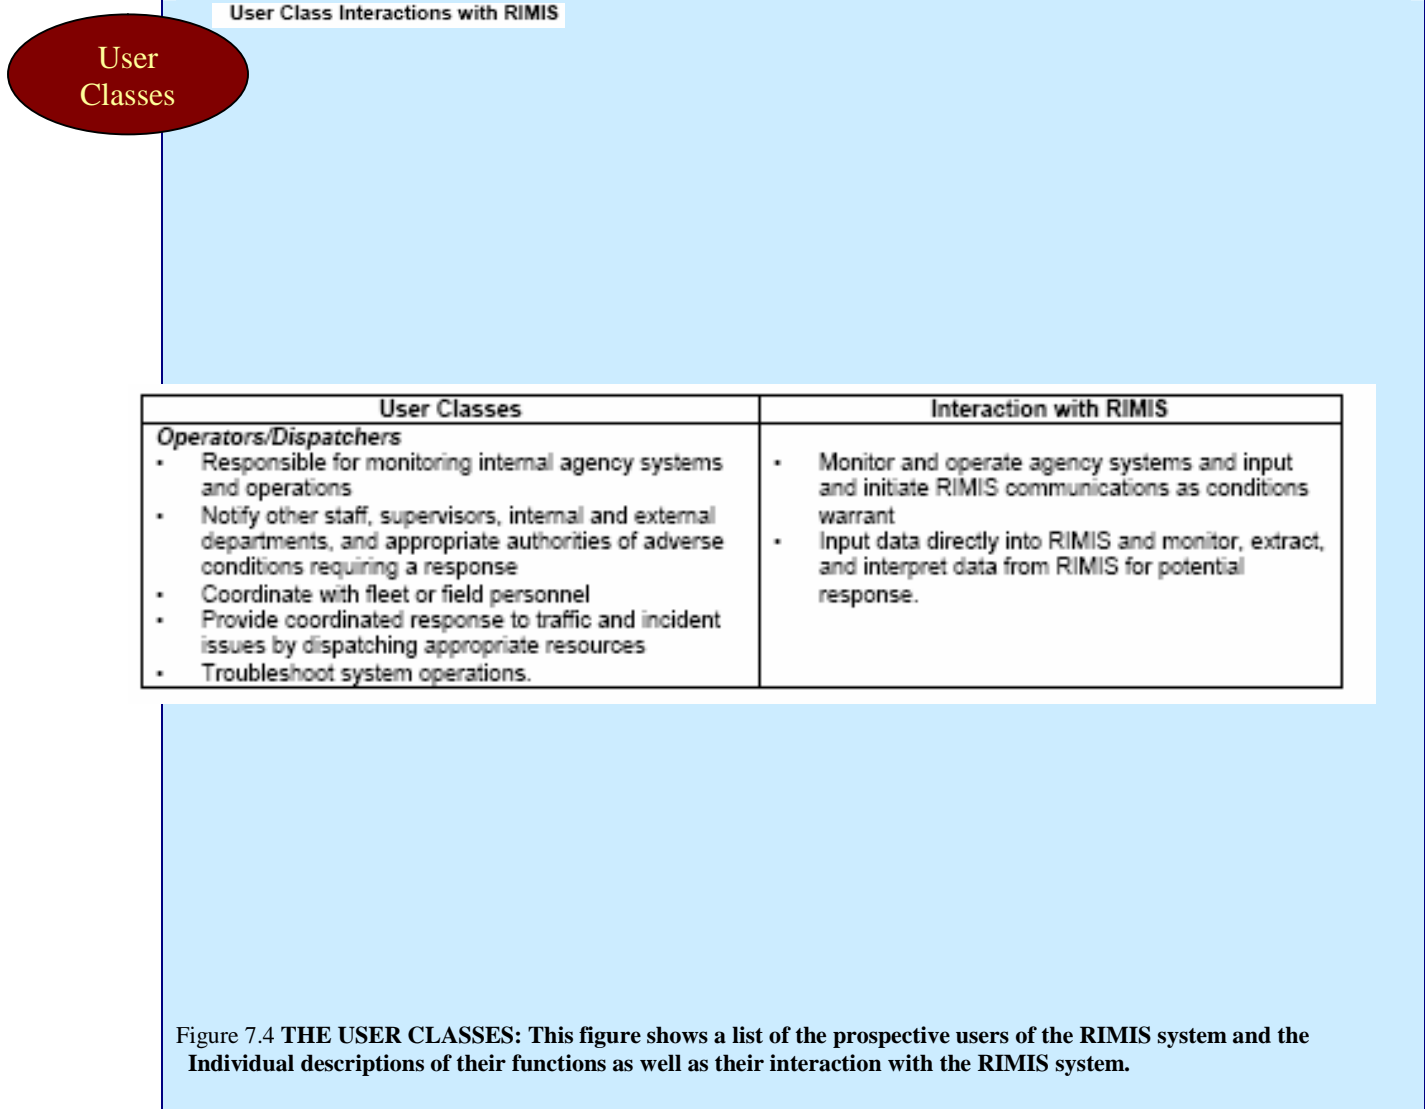 User Class Interactions with RIMIS
User
Classes
User Classes
Interaction with RIMIS
Operators/Dispatchers
• Responsible for monitoring internal agency systems
and operations
• Notify other staff, supervisors, internal and external
departments, and appropriate authorities of adverse
conditions requiring a response
• Coordinate with fleet or field personnel
• Provide coordinated response to traffic and incident
issues by dispatching appropriate resources
• Troubleshoot system operations.
• Monitor and operate agency systems and input
and initiate RIMIS communications as conditions
warrant
• Input data directly into RIMIS and monitor, extract,
and interpret data from RIMIS for potential
response.
Figure 7.4 THE USER CLASSES: This figure shows a list of the prospective users of the RIMIS system and the
Individual descriptions of their functions as well as their interaction with the RIMIS system.